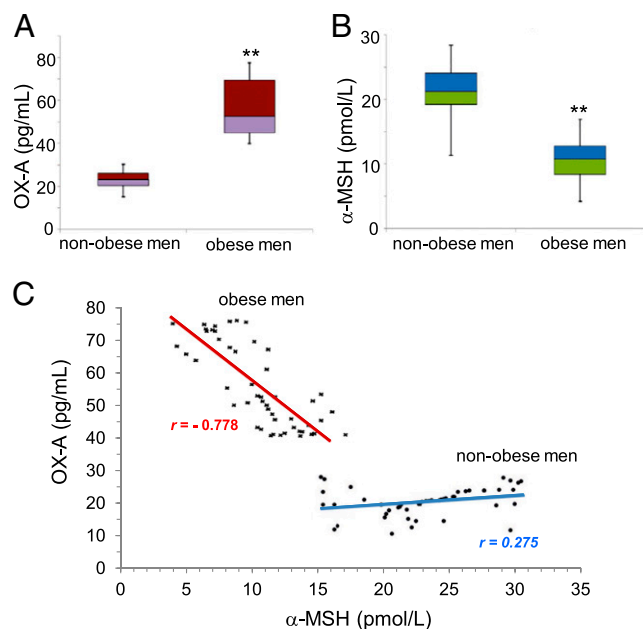 A
OX-A (pg/mL)
80
60
40
20
0
**
non-obese men
obese men
B
α-MSH (pmol/L)
30
20
10
0
**
non-obese men
obese men
C
OX-A (pg/mL)
80
70
60
50
40
30
20
10
0
obese men
r = - 0.778
non-obese men
r = 0.275
0 5 10 15 20 25 30 35
α-MSH (pmol/L)